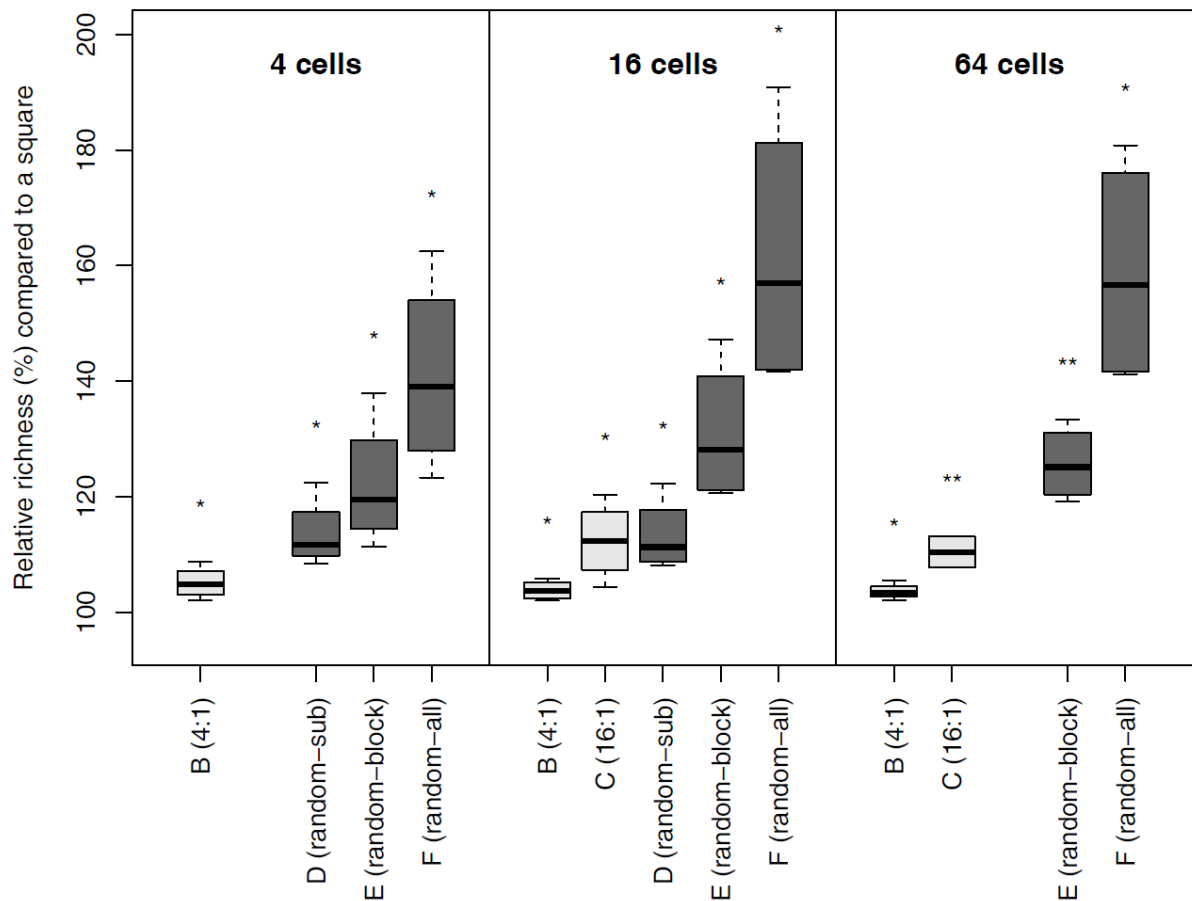 Relative richness (%) compared to a square
200
180
160
140
120
100
4 cells
16 cells
64 cells
*
*
*
*
*
*
*
*
*
*
**
**
*
B (4:1)
D (random−sub)
E (random−block)
F (random−all)
B (4:1)
C (16:1)
D (random−sub)
E (random−block)
F (random−all)
B (4:1)
C (16:1)
E (random−block)
F (random−all)